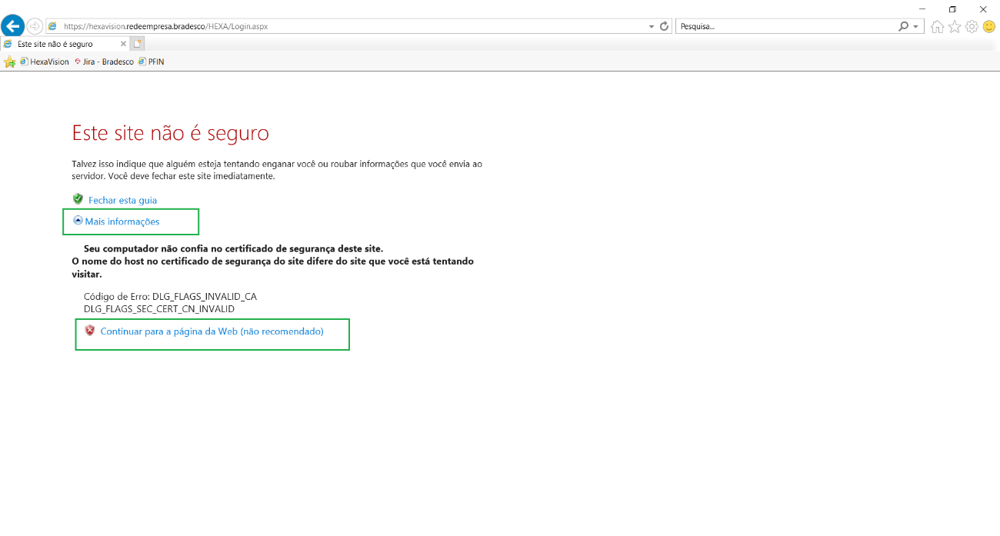 https://hexavision.redeempresa.bradesco/HEXA/Login.aspx
Pesquisa...
Este site não é seguro
HexaVision
Jira - Bradesco
PFIN
Este site não é seguro
Talvez isso indique que alguém esteja tentando enganar você ou roubar informações que você envia ao
servidor. Você deve fechar este site imediatamente.
Fechar esta guia
Mais informações
Seu computador não confia no certificado de segurança deste site.
O nome do host no certificado de segurança do site difere do site que você está tentando
visitar.
Código de Erro: DLG_FLAGS_INVALID_CA
DLG_FLAGS_SEC_CERT_CN_INVALID
Continuar para a página da Web (não recomendado)